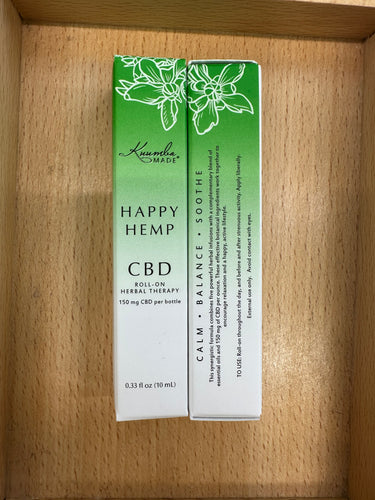 Kuumba
MADE®
HAPPY
HEMP
CBD
ROLL-ON
HERBAL THERAPY
150 mg CBD per bottle
0.33 fl oz (10 mL)
CALM • BALANCE • SOOTHE
This synergistic formula combines five powerful herbal infusions with a complementary blend of
essential oils and 150 mg of CBD per ounce. These effective botanical ingredients work together to
encourage relaxation and a happy, active lifestyle.
TO USE: Roll-on throughout the day, and before and after strenuous activity. Apply liberally.
External use only. Avoid contact with eyes.